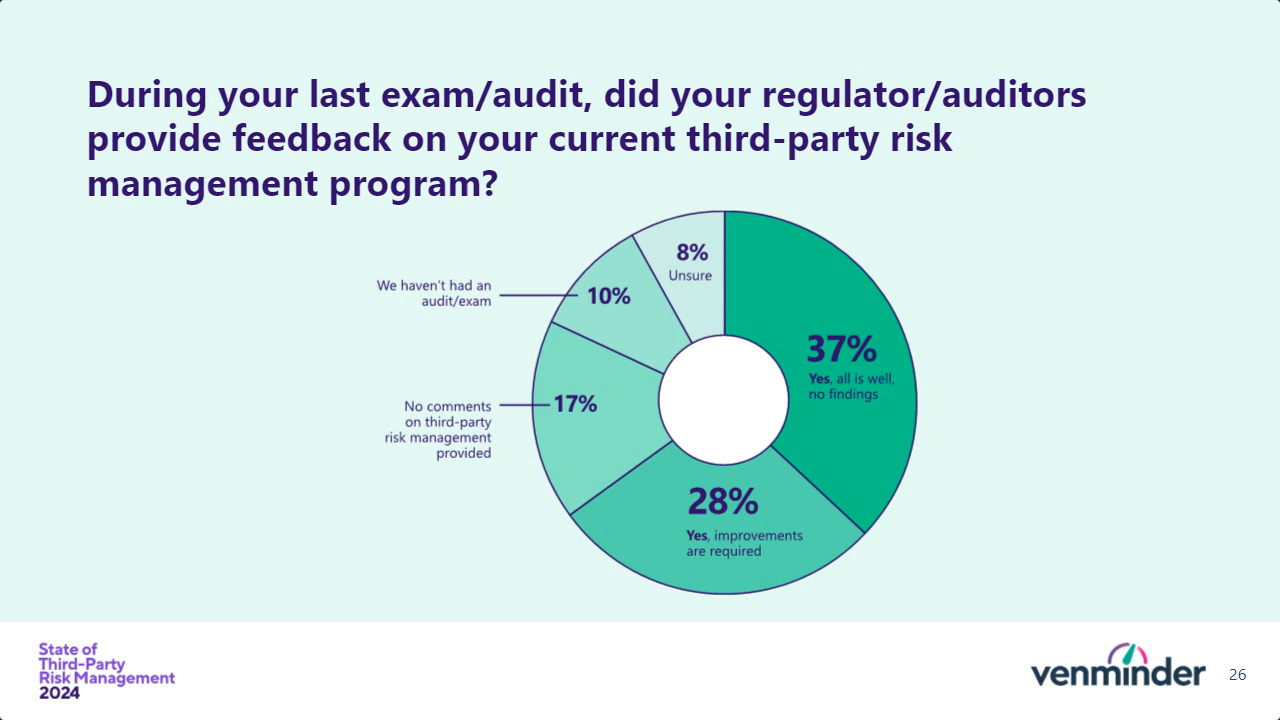 During your last exam/audit, did your regulator/auditors
provide feedback on your current third-party risk
management program?
8%
Unsure
We haven't had an
audit/exam
10%
37%
Yes, all is well,
no findings
No comments
on third-party
risk management
provided
17%
28%
Yes, improvements
are required
State of
Third-Party
Risk Management
2024
venminder
26